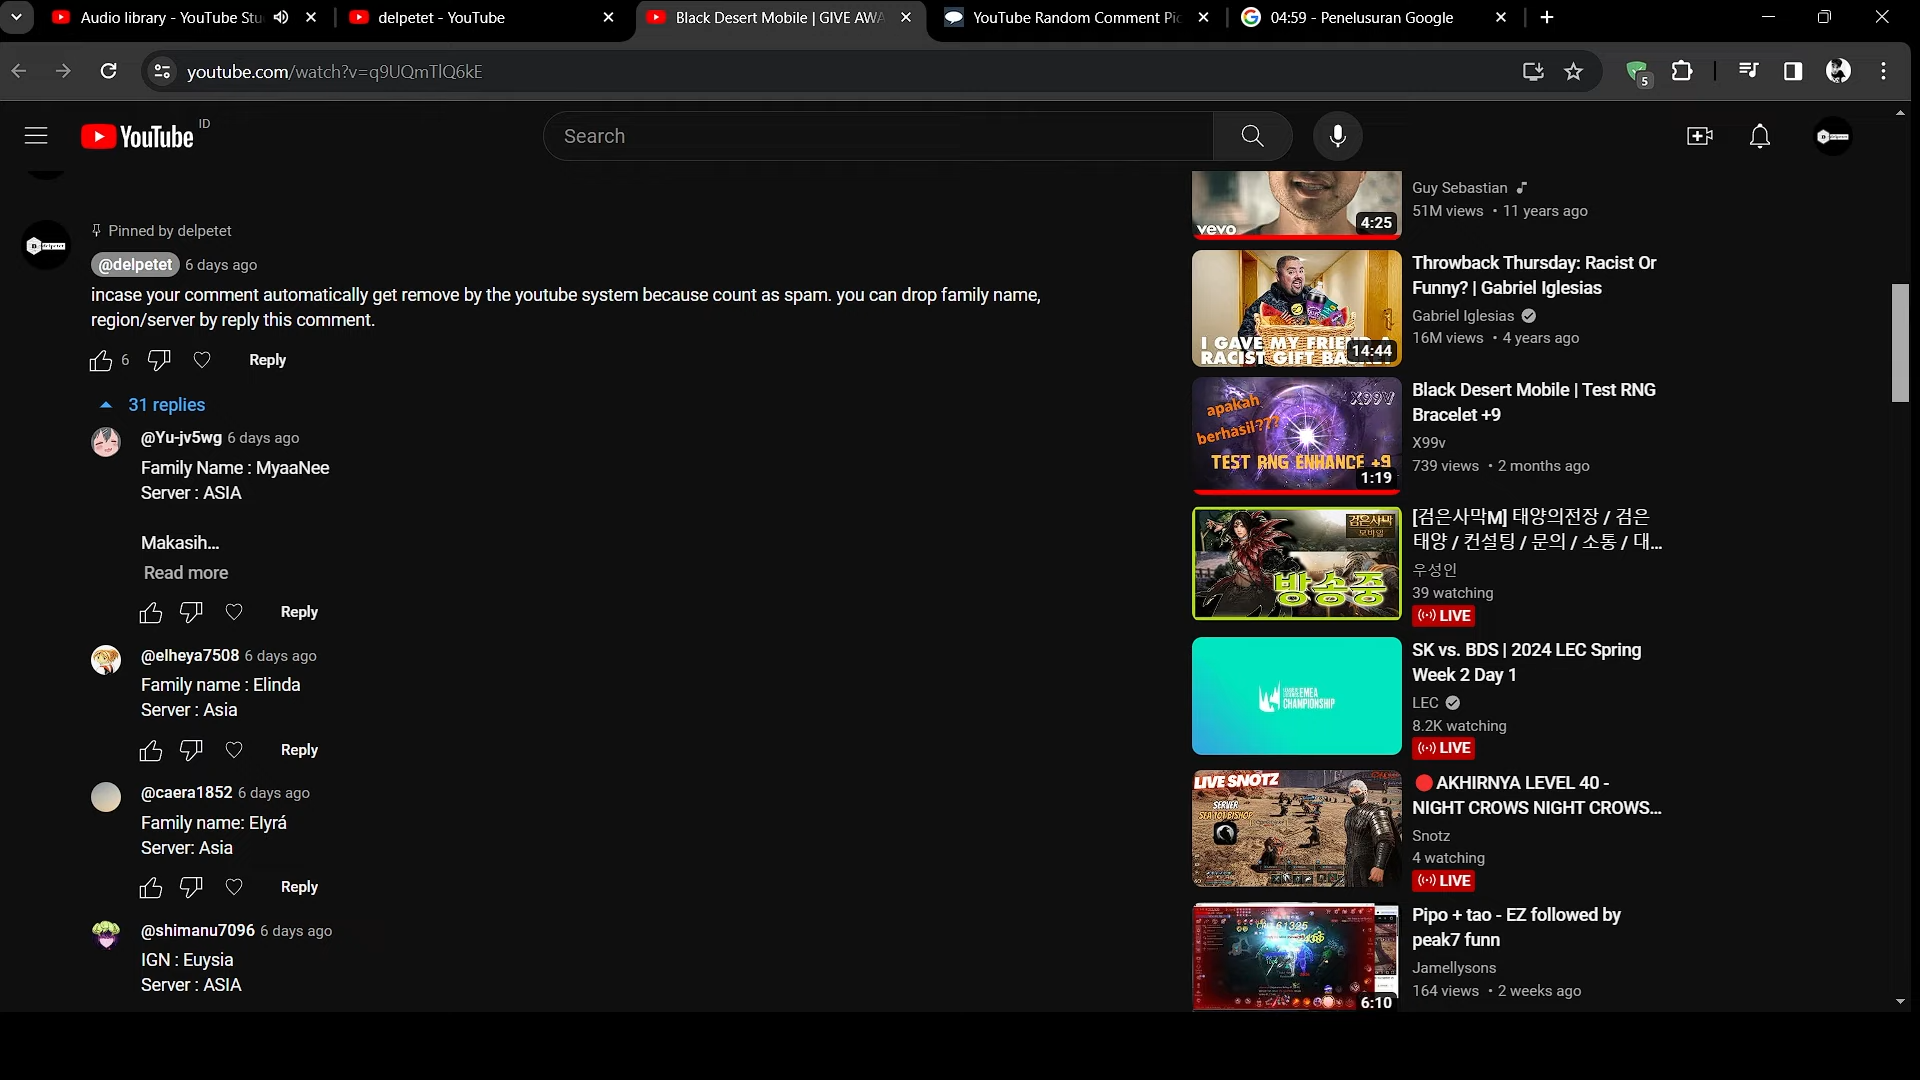 Audio library - YouTube Stu
delpetet - YouTube
Black Desert Mobile | GIVE AWA
YouTube Random Comment Pic
04:59 - Penelusuran Google
youtube.com/watch?v=q9UQmTlQ6kE
5
YouTube ID
Search
Pinned by delpetet
@delpetet 6 days ago
incase your comment automatically get remove by the youtube system because count as spam. you can drop family name,
region/server by reply this comment.
6
Reply
31 replies
@Yu-jv5wg 6 days ago
Family Name : MyaaNee
Server : ASIA
Makasih...
Read more
Reply
@elheya7508 6 days ago
Family name : Elinda
Server : Asia
Reply
@caera1852 6 days ago
Family name: Elyrá
Server: Asia
Reply
@shimanu7096 6 days ago
IGN : Euysia
Server : ASIA
vevo
4:25
Guy Sebastian
51M views • 11 years ago
I GAVE MY FRIEND A
RACIST GIFT BA
14:44
Throwback Thursday: Racist Or
Funny? | Gabriel Iglesias
Gabriel Iglesias
16M views • 4 years ago
apakah
berhasil???
X99V
TEST RNG ENHANCE +9
1:19
Black Desert Mobile | Test RNG
Bracelet +9
X99v
739 views • 2 months ago
검은사막
모바일
방송중
[검은사막M] 태양의전장 / 검은
태양 / 컨설팅 / 문의 / 소통 / 대...
우성인
39 watching
LIVE
CHAMPIONSHIP
SK vs. BDS | 2024 LEC Spring
Week 2 Day 1
LEC
8.2K watching
LIVE
LIVE SNOTZ
SERVER
SEA 101 BISHOP
AKHIRNYA LEVEL 40 -
NIGHT CROWS NIGHT CROWS...
Snotz
4 watching
LIVE
6:10
Pipo + tao - EZ followed by
peak7 funn
Jamellysons
164 views • 2 weeks ago